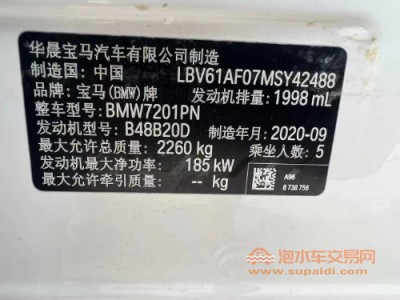 华晨宝马汽车有限公司制造
制造国：中国 LBV61AF07MSY42488
品牌：宝马(BMW)牌 发动机排量：1998 mL
整车型号：BMW7201PN
发动机型号：B48B20D 制造年月：2020-09
最大允许总质量：2260 kg 乘坐人数：5
发动机最大净功率：185 kW
最大允许牵引质量：-- kg
A96
8 738 756
泡水车交易网
www.supaidi.com